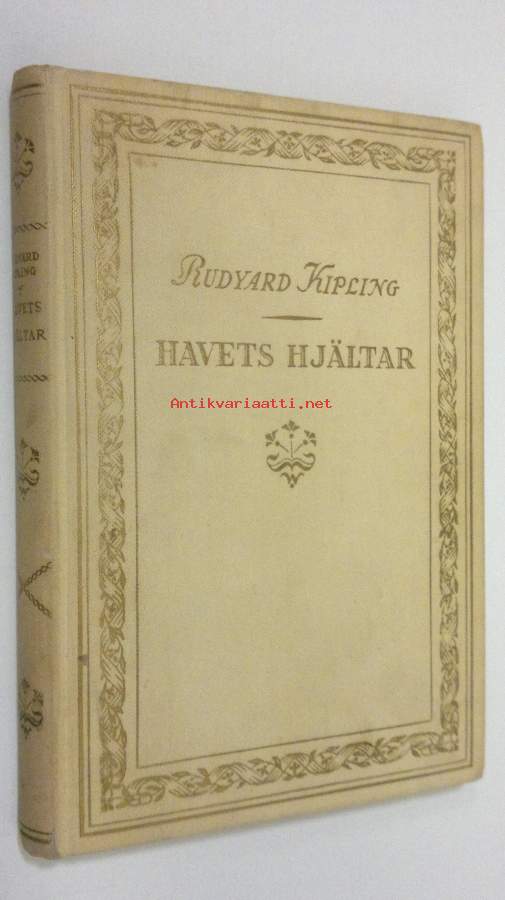 RUDYARD KIPLING
HAVETS HJÄLTAR
Antikvariaatti.net